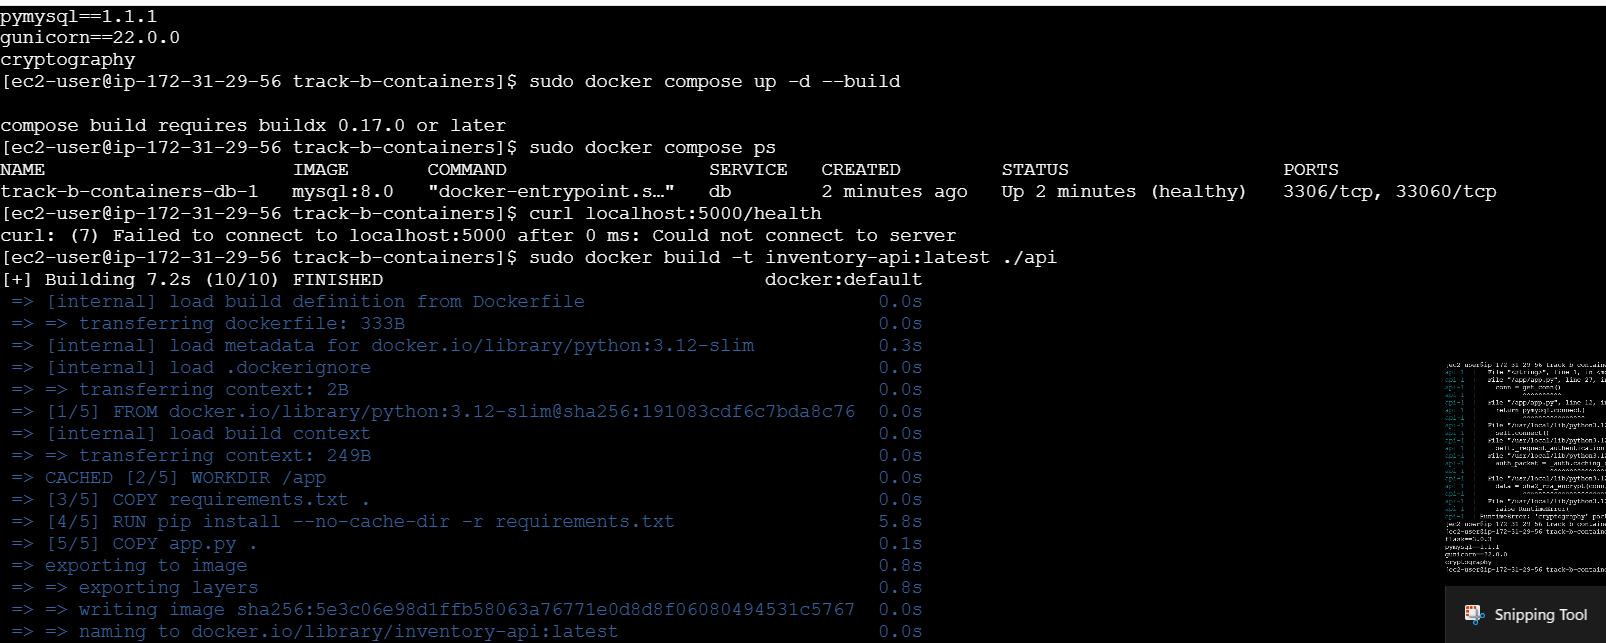 pymysql==1.1.1
gunicorn==22.0.0
cryptography
[ec2-user@ip-172-31-29-56 track-b-containers]$ sudo docker compose up -d --build
compose build requires buildx 0.17.0 or later
[ec2-user@ip-172-31-29-56 track-b-containers]$ sudo docker compose ps
NAME IMAGE COMMAND SERVICE CREATED STATUS PORTS
track-b-containers-db-1 mysql:8.0 "docker-entrypoint.s…" db 2 minutes ago Up 2 minutes (healthy) 3306/tcp, 33060/tcp
[ec2-user@ip-172-31-29-56 track-b-containers]$ curl localhost:5000/health
curl: (7) Failed to connect to localhost:5000 after 0 ms: Could not connect to server
[ec2-user@ip-172-31-29-56 track-b-containers]$ sudo docker build -t inventory-api:latest ./api
[+] Building 7.2s (10/10) FINISHED docker:default
=> [internal] load build definition from Dockerfile 0.0s
=> => transferring dockerfile: 333B 0.0s
=> [internal] load metadata for docker.io/library/python:3.12-slim 0.3s
=> [internal] load .dockerignore 0.0s
=> => transferring context: 2B 0.0s
=> [1/5] FROM docker.io/library/python:3.12-slim@sha256:191083cdf6c7bda8c76 0.0s
=> [internal] load build context 0.0s
=> => transferring context: 249B 0.0s
=> CACHED [2/5] WORKDIR /app 0.0s
=> [3/5] COPY requirements.txt . 0.0s
=> [4/5] RUN pip install --no-cache-dir -r requirements.txt 5.8s
=> [5/5] COPY app.py . 0.1s
=> exporting to image 0.8s
=> => exporting layers 0.8s
=> => writing image sha256:5e3c06e98d1ffb58063a76771e0d8d8f06080494531c5767 0.0s
=> => naming to docker.io/library/inventory-api:latest 0.0s
Snipping Tool